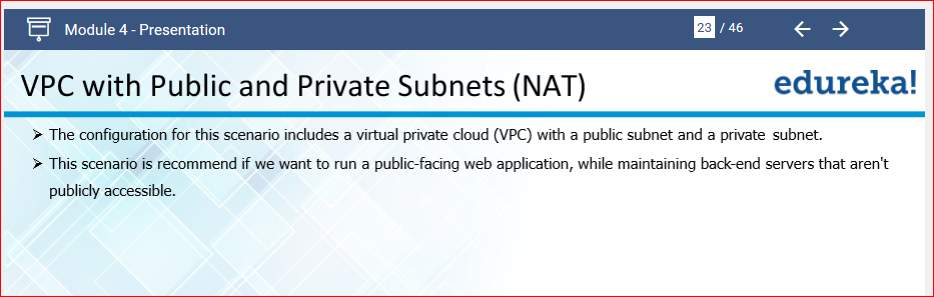 Module 4 - Presentation
23 / 46
VPC with Public and Private Subnets (NAT)
edureka!
➢ The configuration for this scenario includes a virtual private cloud (VPC) with a public subnet and a private subnet.
➢ This scenario is recommend if we want to run a public-facing web application, while maintaining back-end servers that aren't
publicly accessible.